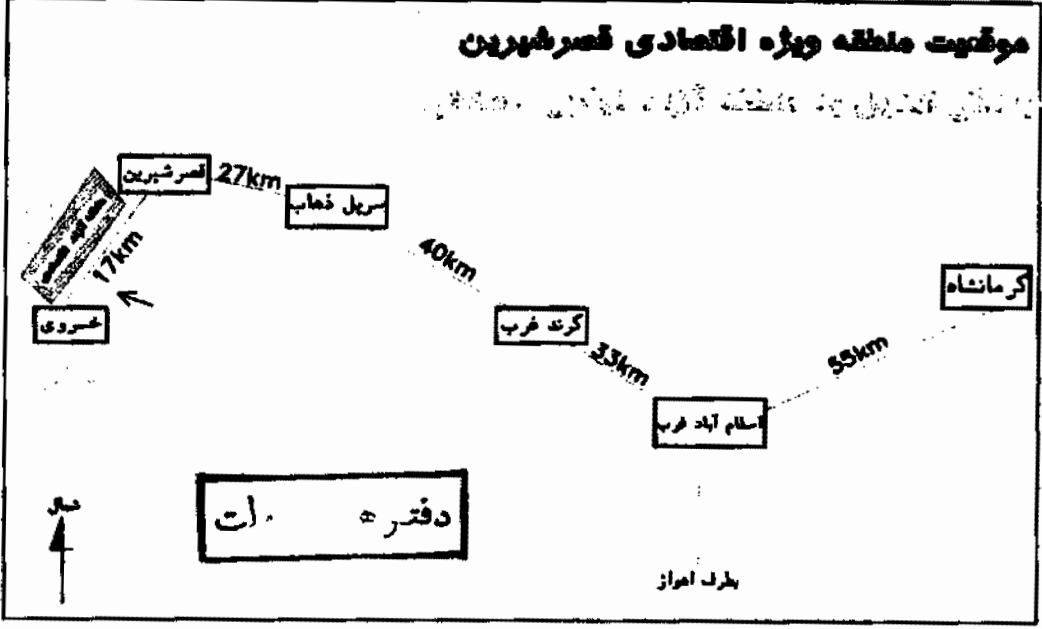 موقعیت منطقه ویژه اقتصادی قصرشیرین
قصرشیرین
27km
سرپل ذهاب
17km
40km
خسروی
کرند غرب
33km
کرمانشاه
55km
اسلام آباد غرب
شمال
دفتر
بطرف اهواز